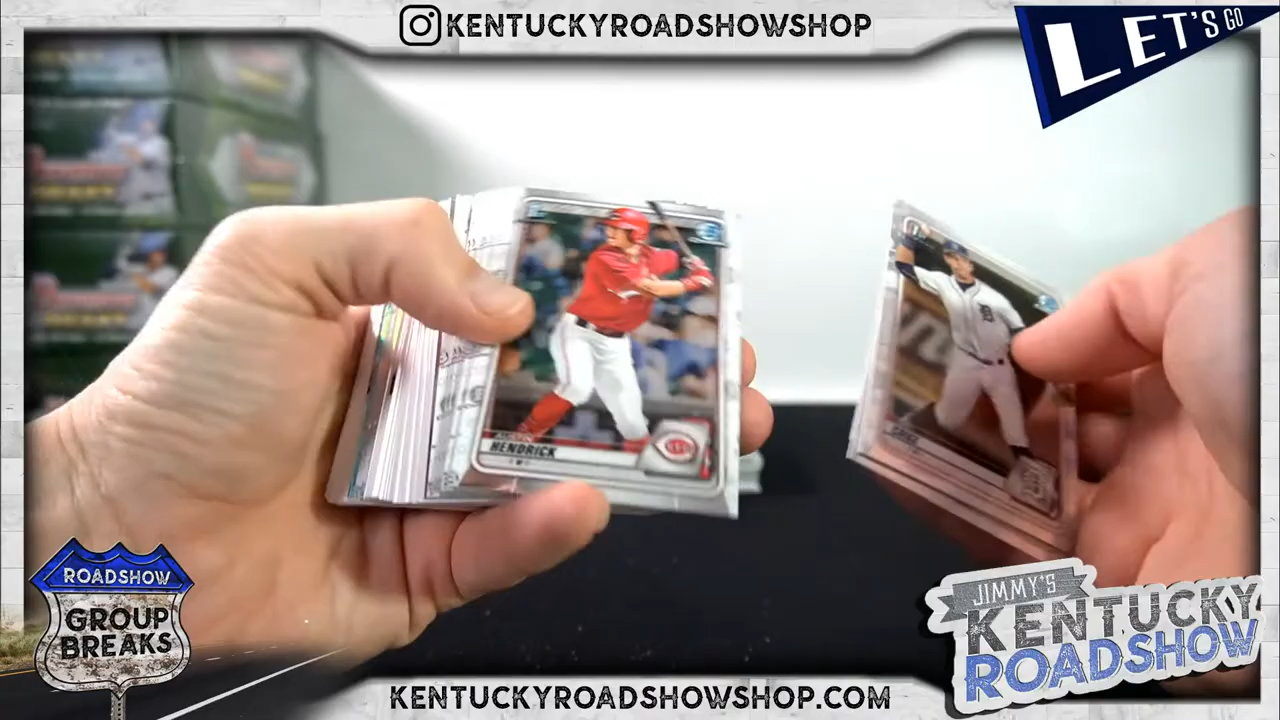 KENTUCKYROADSHOWSHOP
LET'S GO
HENDRICK
ROADSHOW
GROUP
BREAKS
JIMMY'S
KENTUCKY
ROADSHOW
KENTUCKYROADSHOWSHOP.COM